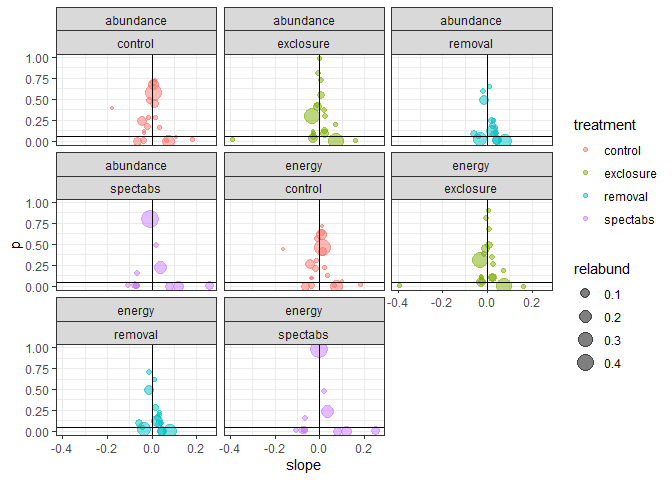 abundance
abundance
abundance
control
exclosure
removal
1.00
0.75
0.50
0.25
0.00
abundance
energy
energy
spectabs
control
exclosure
1.00
0.75
0.50
0.25
0.00
p
-0.4
-0.2
0.0
0.2
energy
energy
removal
spectabs
1.00
0.75
0.50
0.25
0.00
-0.4
-0.2
0.0
0.2
-0.4
-0.2
0.0
0.2
slope
treatment
control
exclosure
removal
spectabs
relabund
0.1
0.2
0.3
0.4